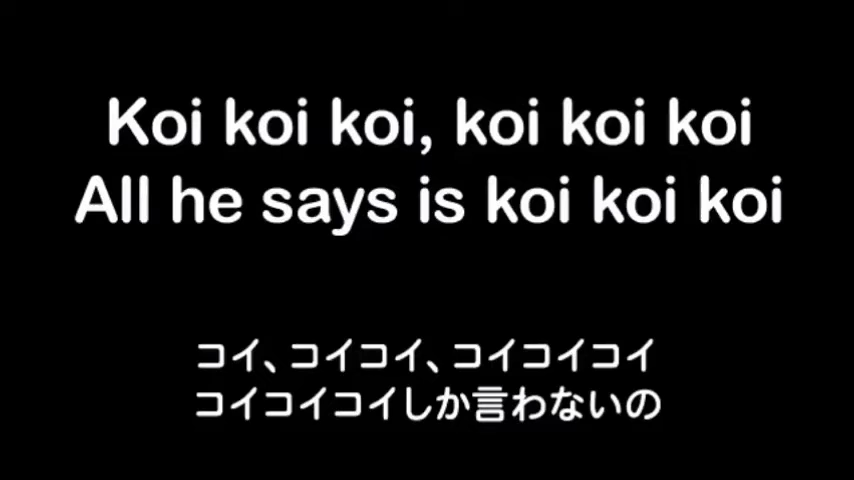 Koi koi koi, koi koi koi
All he says is koi koi koi
コイ、コイコイ、コイコイコイ
コイコイコイしか言わないの